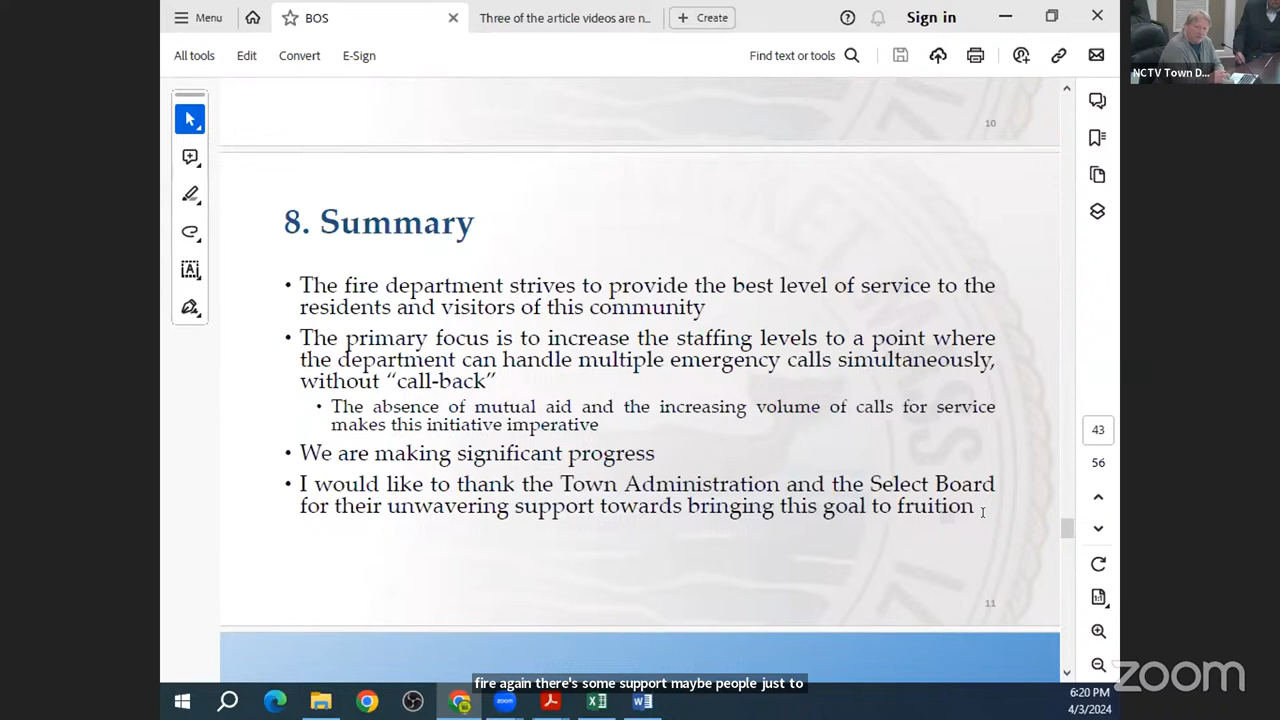 Menu
BOS
Three of the article videos are n...
Create
Sign in
All tools
Edit
Convert
E-Sign
Find text or tools
NCTV Town D...
10
8. Summary
• The fire department strives to provide the best level of service to the
residents and visitors of this community
• The primary focus is to increase the staffing levels to a point where
the department can handle multiple emergency calls simultaneously,
without “call-back”
• The absence of mutual aid and the increasing volume of calls for service
makes this initiative imperative
• We are making significant progress
• I would like to thank the Town Administration and the Select Board
for their unwavering support towards bringing this goal to fruition
11
43
56
fire again there's some support maybe people just to
zoom
6:20 PM
4/3/2024